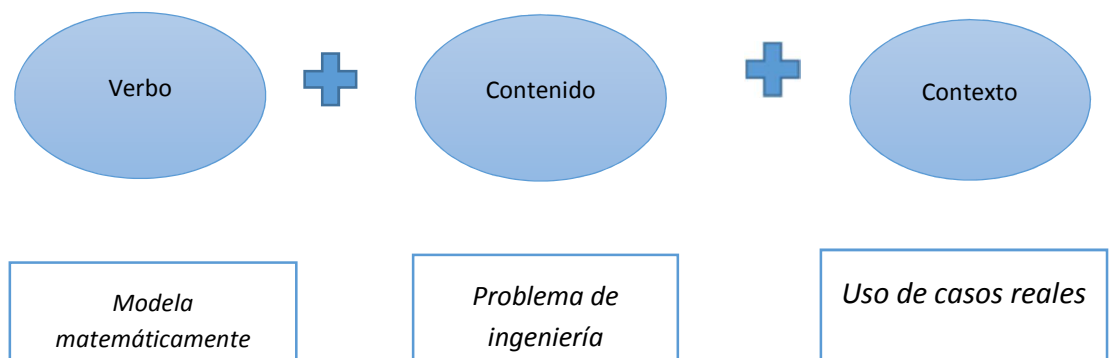 Verbo
Contenido
Contexto
Modela
matemáticamente
Problema de
ingeniería
Uso de casos reales